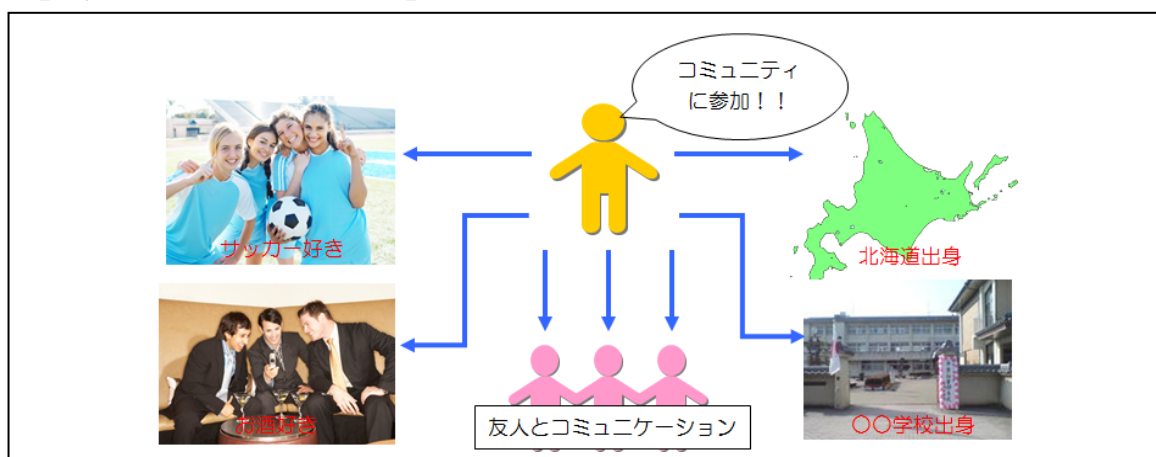 コミュニティ
に参加！！
サッカー好き
北海道出身
お酒好き
友人とコミュニケーション
〇〇学校出身